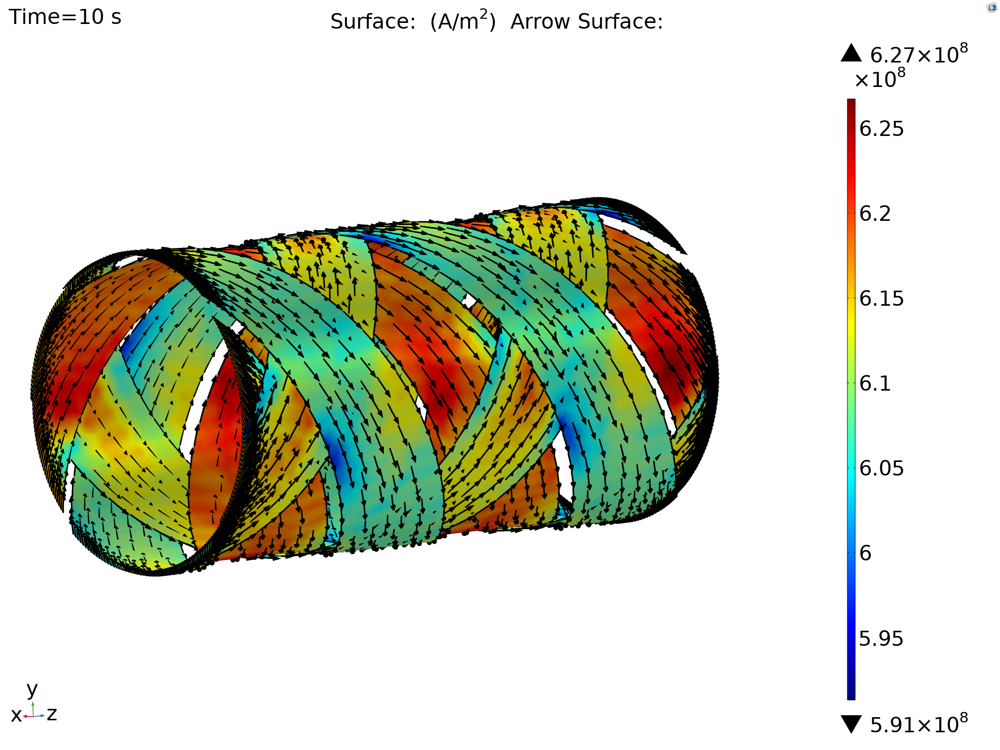 Time=10 s
Surface: (A/m²) Arrow Surface:
▲ 6.27×10⁸
×10⁸
6.25
6.2
6.15
6.1
6.05
6
5.95
▼ 5.91×10⁸
y
x z